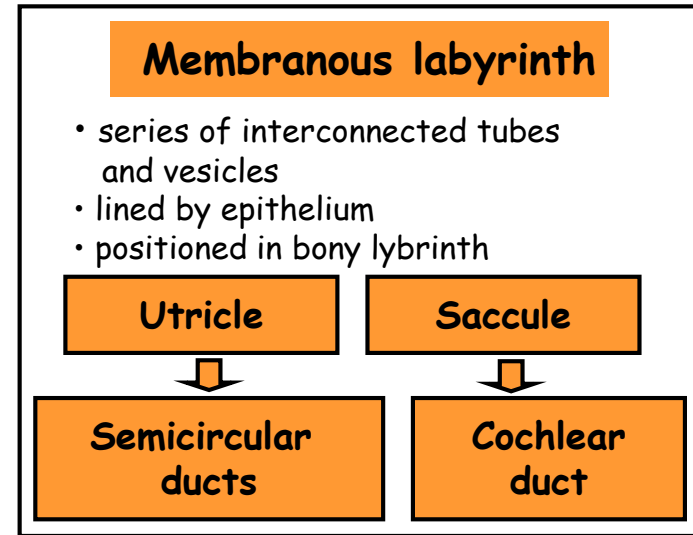 Membranous labyrinth
• series of interconnected tubes
and vesicles
• lined by epithelium
• positioned in bony lybrinth
Utricle
Saccule
Semicircular
ducts
Cochlear
duct